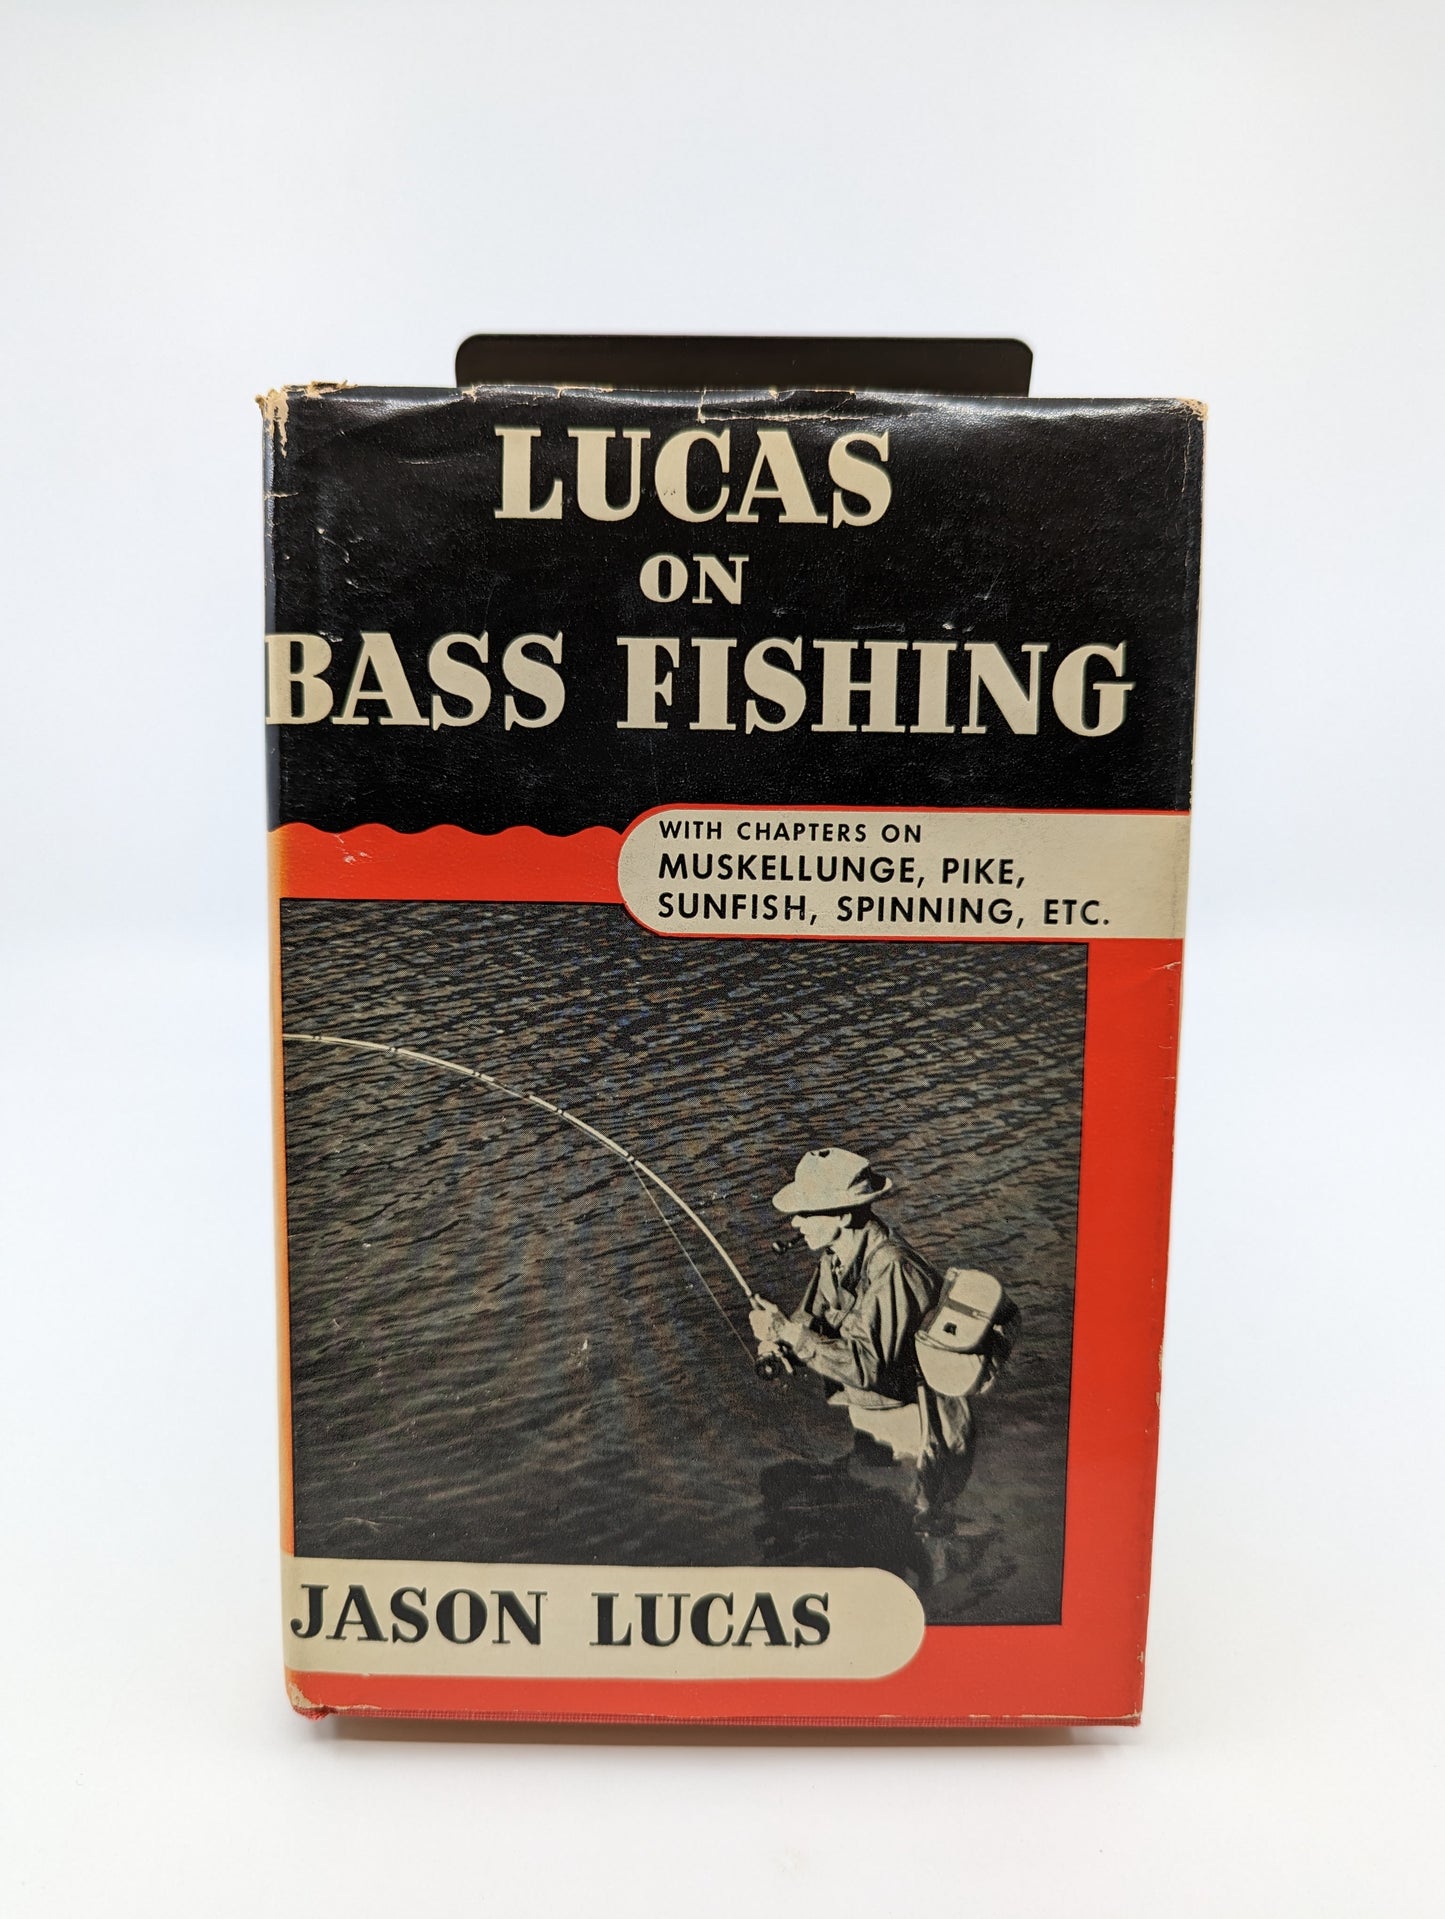 LUCAS
ON
BASS FISHING
WITH CHAPTERS ON
MUSKELLUNGE, PIKE,
SUNFISH, SPINNING, ETC.
JASON LUCAS